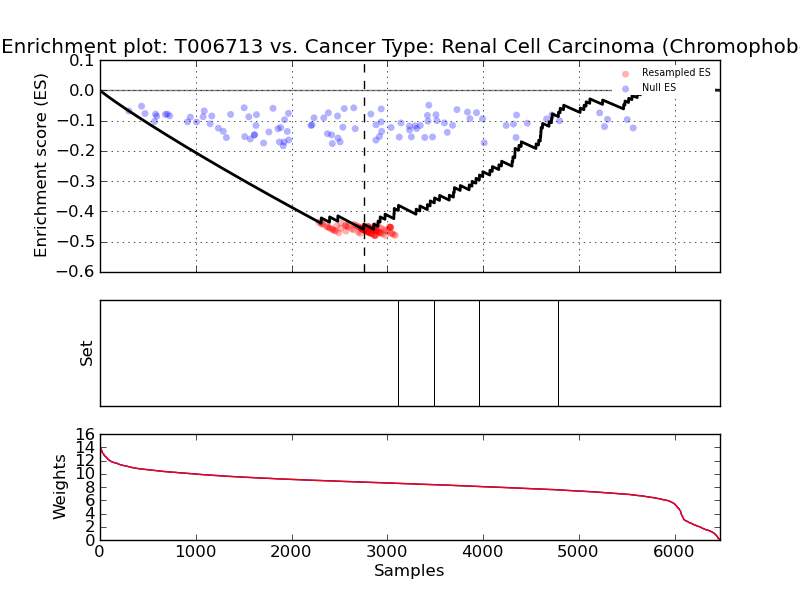 Enrichment plot: T006713 vs. Cancer Type: Renal Cell Carcinoma (Chromophob
0.1
0.0
−0.1
−0.2
−0.3
−0.4
−0.5
−0.6
Enrichment score (ES)
Resampled ES
Null ES
Set
16
14
12
10
8
6
4
2
0
Weights
0 1000 2000 3000 4000 5000 6000
Samples